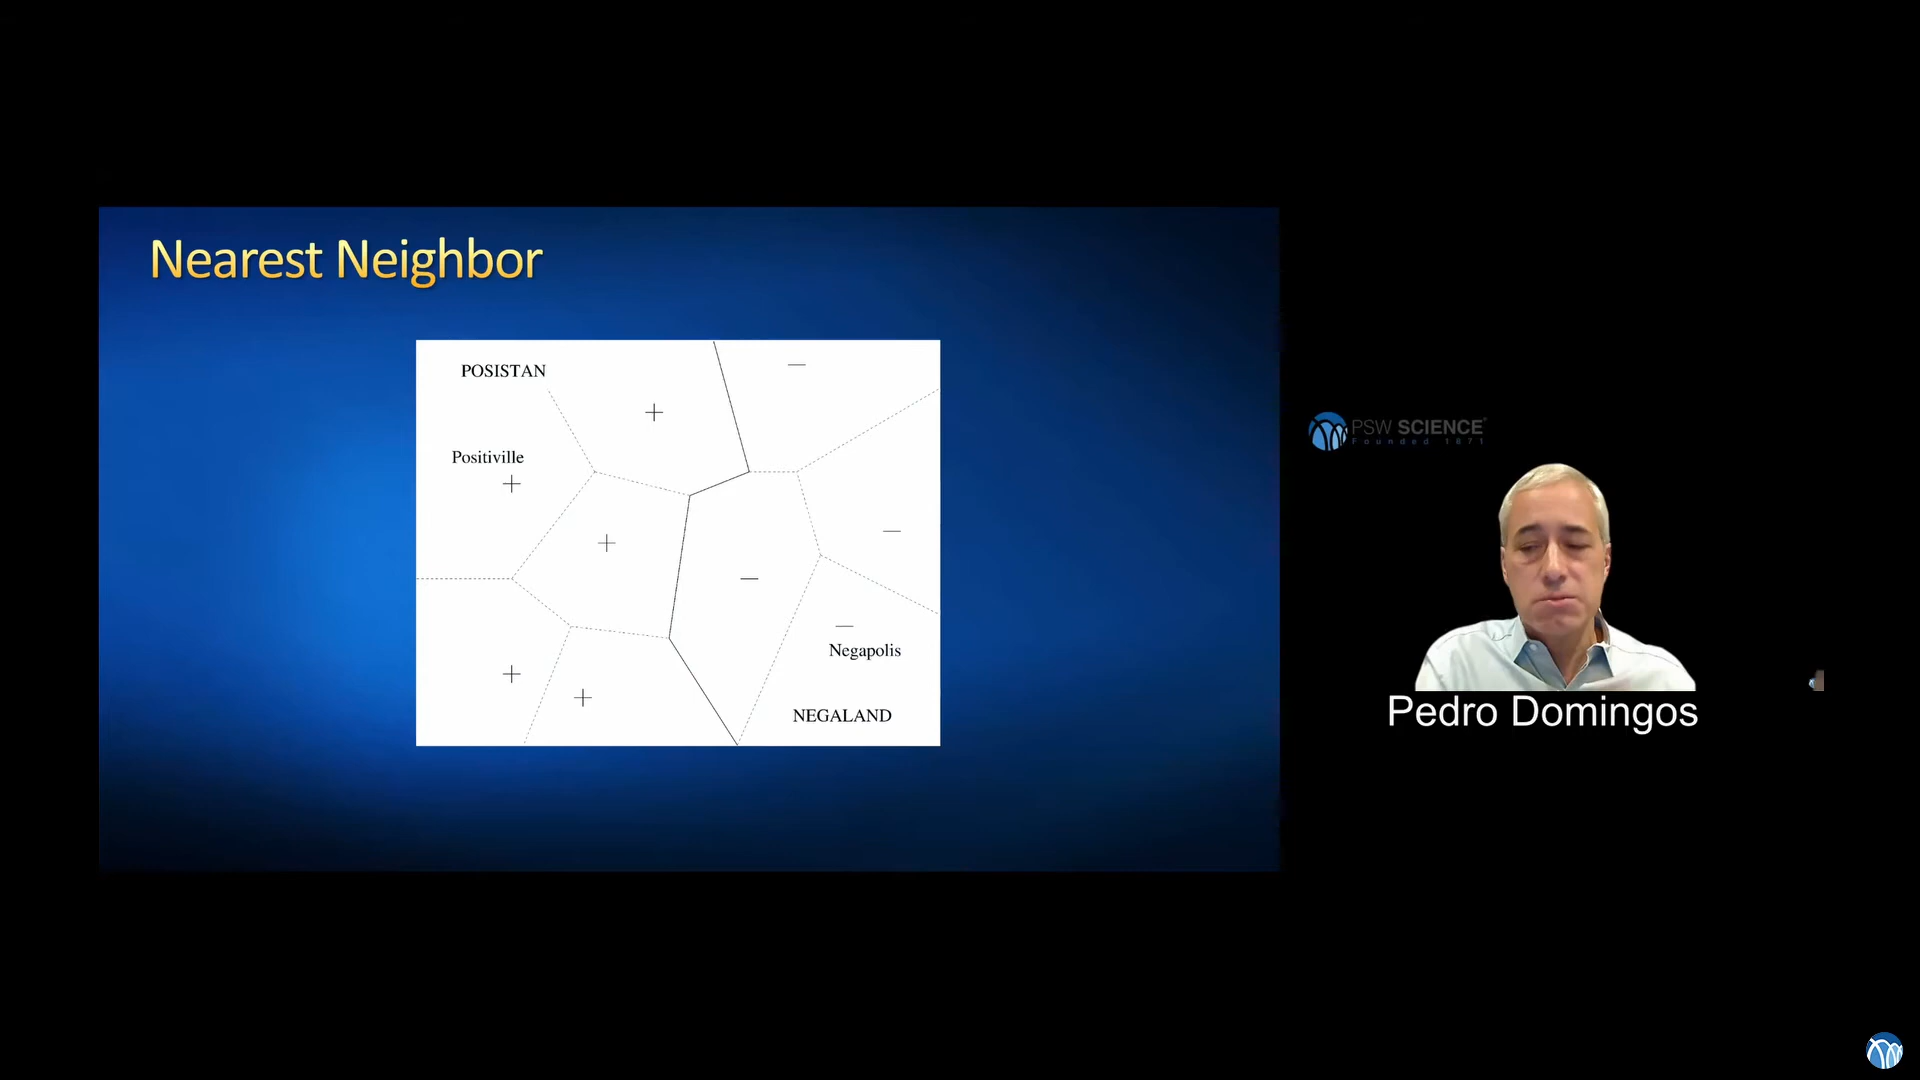 Nearest Neighbor
POSISTAN
Positiville
Negapolis
NEGALAND
PSW SCIENCE
Founded 1871
Pedro Domingos